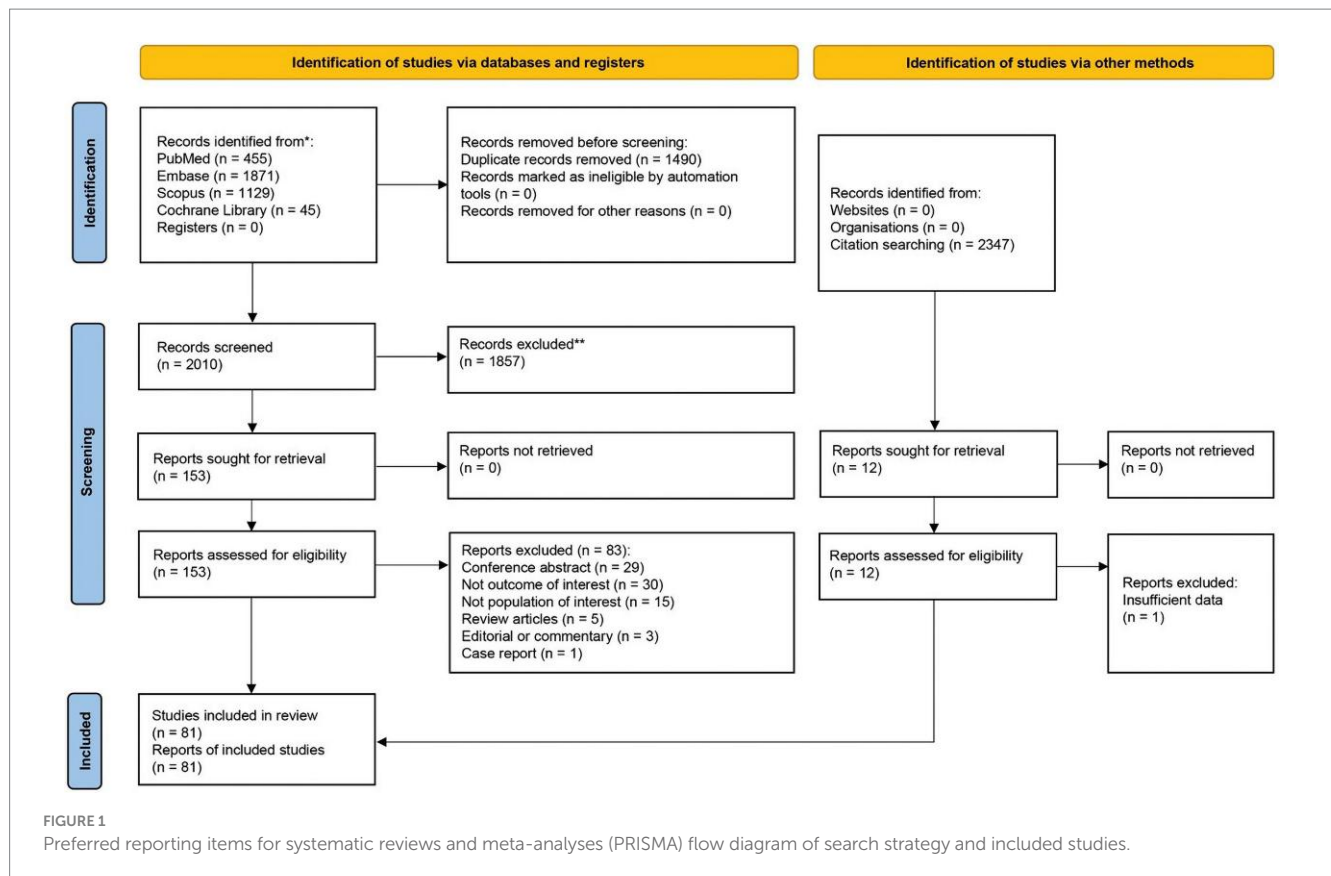 Identification of studies via databases and registers
Identification of studies via other methods
Identification
Records identified from*:
PubMed (n = 455)
Embase (n = 1871)
Scopus (n = 1129)
Cochrane Library (n = 45)
Registers (n = 0)
Records removed before screening:
Duplicate records removed (n = 1490)
Records marked as ineligible by automation
tools (n = 0)
Records removed for other reasons (n = 0)
Records identified from:
Websites (n = 0)
Organisations (n = 0)
Citation searching (n = 2347)
Screening
Records screened
(n = 2010)
Records excluded**
(n = 1857)
Reports sought for retrieval
(n = 153)
Reports not retrieved
(n = 0)
Reports sought for retrieval
(n = 12)
Reports not retrieved
(n = 0)
Reports assessed for eligibility
(n = 153)
Reports excluded (n = 83):
Conference abstract (n = 29)
Not outcome of interest (n = 30)
Not population of interest (n = 15)
Review articles (n = 5)
Editorial or commentary (n = 3)
Case report (n = 1)
Reports assessed for eligibility
(n = 12)
Reports excluded:
Insufficient data
(n = 1)
Included
Studies included in review
(n = 81)
Reports of included studies
(n = 81)
FIGURE 1
Preferred reporting items for systematic reviews and meta-analyses (PRISMA) flow diagram of search strategy and included studies.